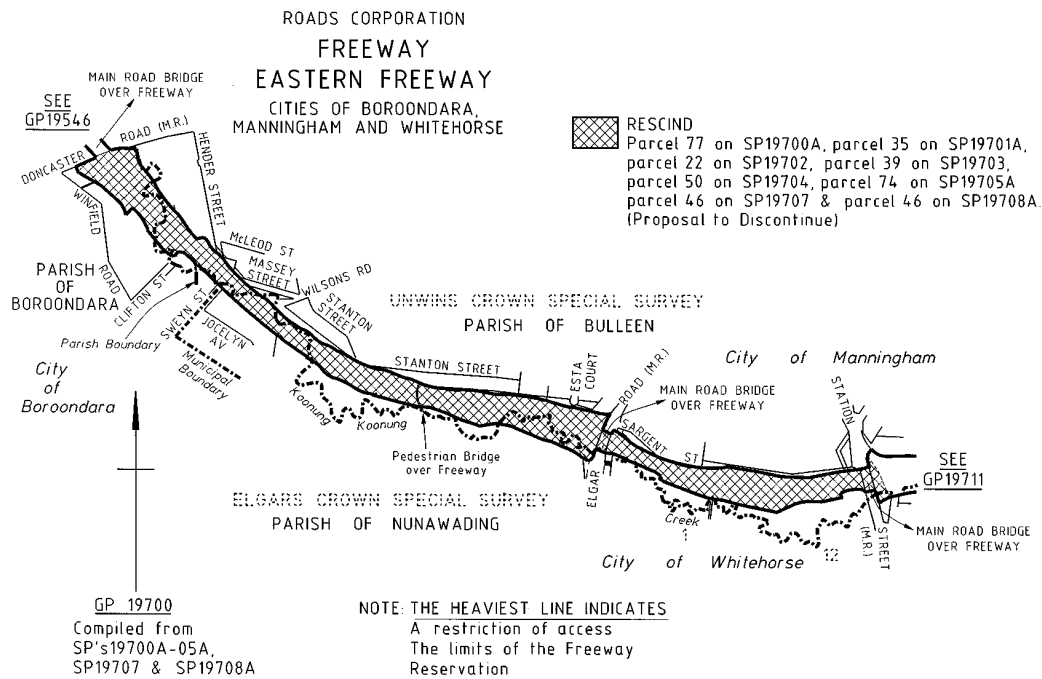 ROADS CORPORATION
FREEWAY
EASTERN FREEWAY
CITIES OF BOROONDARA,
MANNINGHAM AND WHITEHORSE
MAIN ROAD BRIDGE
OVER FREEWAY
SEE
GP19546
DONCASTER
ROAD (M.R.)
HENDER STREET
WINFIELD
ROAD
RESCIND
Parcel 77 on SP19700A, parcel 35 on SP19701A,
parcel 22 on SP19702, parcel 39 on SP19703,
parcel 50 on SP19704, parcel 74 on SP19705A
parcel 46 on SP19707 & parcel 46 on SP19708A.
(Proposal to Discontinue)
McLEOD ST
MASSEY
STREET
WILSONS RD
STANTON
STREET
PARISH
OF
BOROONDARA
CLIFTON ST
SWEYN ST
JOCELYN
AV
Parish Boundary
Municipal
Boundary
City
of
Boroondara
UNWINS CROWN SPECIAL SURVEY
PARISH OF BULLEEN
STANTON STREET
CESTA
COURT
ROAD (M.R.)
City of Manningham
MAIN ROAD BRIDGE
OVER FREEWAY
STATION
Koonung
Koonung
Pedestrian Bridge
over Freeway
SARGENT
ST
ELGAR
SEE
GP19711
ELGARS CROWN SPECIAL SURVEY
PARISH OF NUNAWADING
Creek
1
12
City of Whitehorse
(M.R.)
STREET
MAIN ROAD BRIDGE
OVER FREEWAY
GP 19700
Compiled from
SP's19700A-05A,
SP19707 & SP19708A
NOTE: THE HEAVIEST LINE INDICATES
A restriction of access
The limits of the Freeway
Reservation